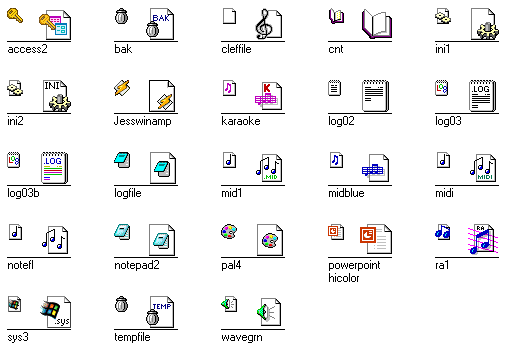 BAK
access2 bak cleffile cnt ini1
INI K .LOG .LOG
ini2 Jesswinamp karaoke log02 log03
.LOG .MID MIDI
log03b logfile mid1 midblue midi
RA
notefl notepad2 pal4 powerpoint hicolor ra1
.sys TEMP
sys3 tempfile wavegrn